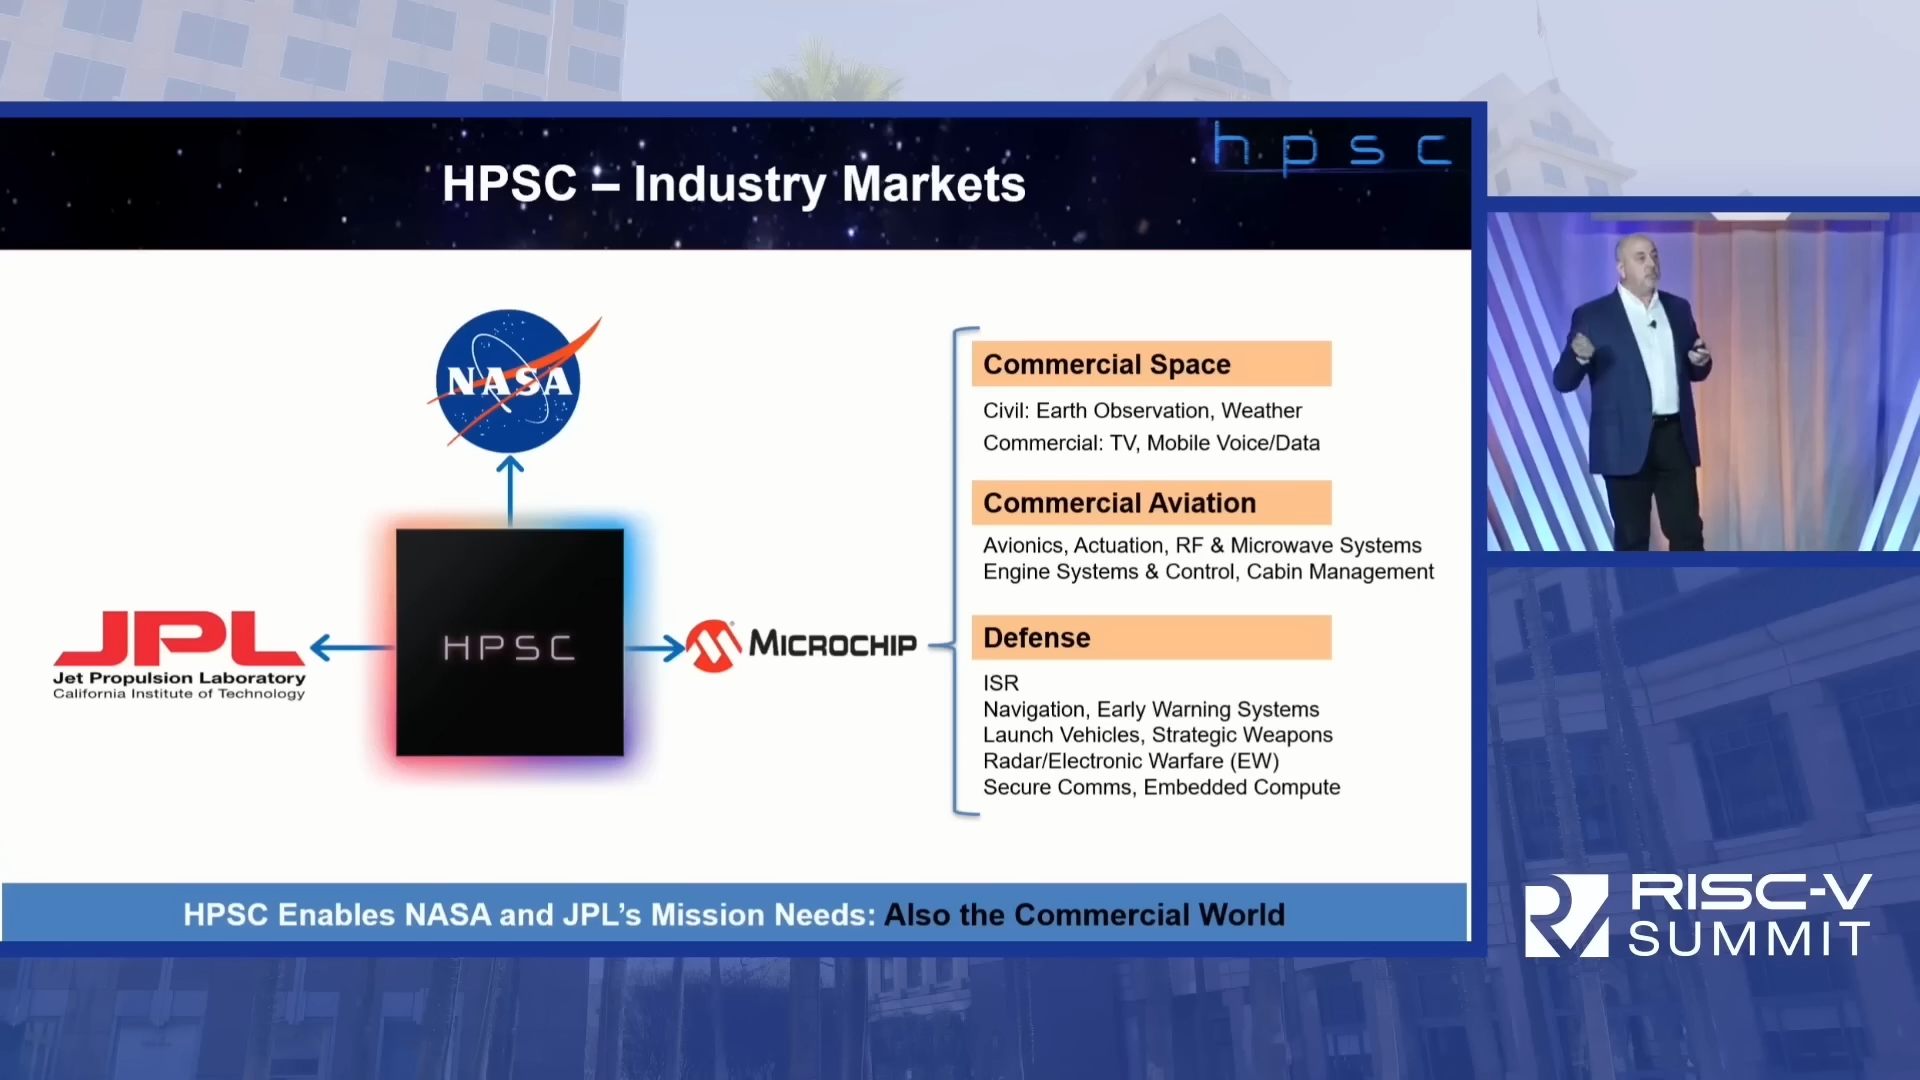 hpsc
HPSC – Industry Markets
NASA
HPSC
JPL
Jet Propulsion Laboratory
California Institute of Technology
MICROCHIP
Commercial Space
Civil: Earth Observation, Weather
Commercial: TV, Mobile Voice/Data
Commercial Aviation
Avionics, Actuation, RF & Microwave Systems
Engine Systems & Control, Cabin Management
Defense
ISR
Navigation, Early Warning Systems
Launch Vehicles, Strategic Weapons
Radar/Electronic Warfare (EW)
Secure Comms, Embedded Compute
HPSC Enables NASA and JPL’s Mission Needs: Also the Commercial World
RISC-V
SUMMIT